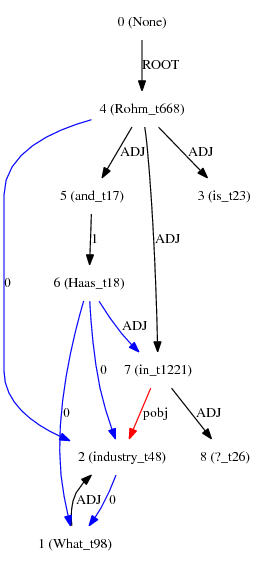 0 (None)
ROOT
4 (Rohm_t668)
ADJ ADJ
5 (and_t17) 3 (is_t23)
1 ADJ
0 6 (Haas_t18)
ADJ
0 0 7 (in_t1221)
pobj ADJ
2 (industry_t48) 8 (?_t26)
ADJ 0
1 (What_t98)